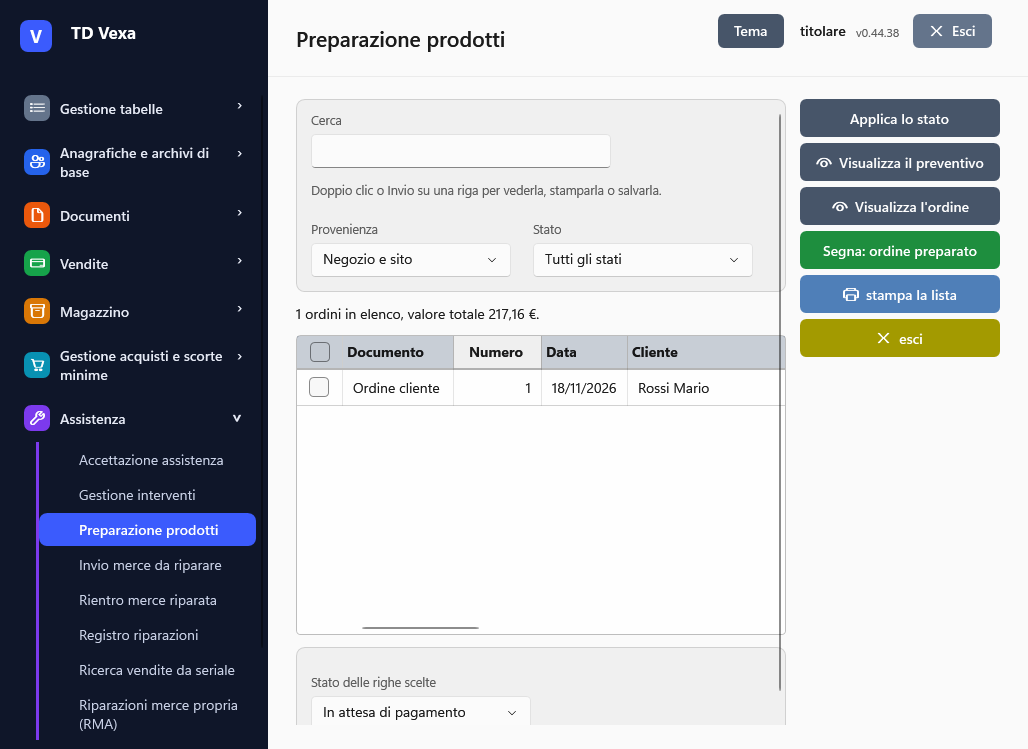 V
TD Vexa
Preparazione prodotti
Tema
titolare
v0.44.38
Esci
Gestione tabelle
Anagrafiche e archivi di
base
Documenti
Vendite
Magazzino
Gestione acquisti e scorte
minime
Assistenza
Accettazione assistenza
Gestione interventi
Preparazione prodotti
Invio merce da riparare
Rientro merce riparata
Registro riparazioni
Ricerca vendite da seriale
Riparazioni merce propria
(RMA)
Cerca
Doppio clic o Invio su una riga per vederla, stamparla o salvarla.
Provenienza
Stato
Negozio e sito
Tutti gli stati
1 ordini in elenco, valore totale 217,16 €.
Documento Numero Data Cliente
Ordine cliente 1 18/11/2026 Rossi Mario
Stato delle righe scelte
In attesa di pagamento
Applica lo stato
Visualizza il preventivo
Visualizza l'ordine
Segna: ordine preparato
stampa la lista
esci